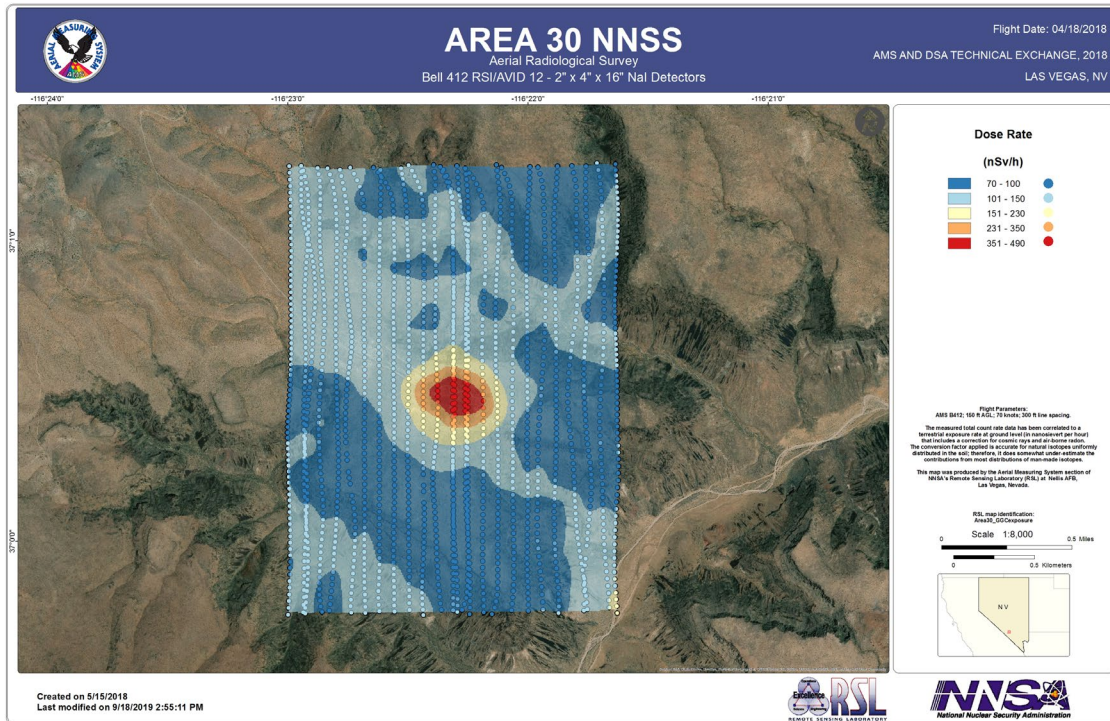 AREA 30 NNSS
Aerial Radiological Survey
Bell 412 RSI/AVID 12 - 2" x 4" x 16" NaI Detectors
Flight Date: 04/18/2018
AMS AND DSA TECHNICAL EXCHANGE, 2018
LAS VEGAS, NV
AERIAL MEASURING SYSTEM
AMS
-116°24'0"
-116°23'0"
-116°22'0"
-116°21'0"
37°1'0"
37°0'0"
Dose Rate
(nSv/h)
70 - 100
101 - 150
151 - 230
231 - 350
351 - 490
Flight Parameters:
AMS B412; 150 ft AGL; 70 knots; 300 ft line spacing.
The measured total count rate data has been correlated to a
terrestrial exposure rate at ground level (in nanosievert per hour)
that includes a correction for cosmic rays and air-borne radon.
The conversion factor applied is accurate for natural isotopes uniformly
distributed in the soil; therefore, it does somewhat under-estimate the
contributions from most distributions of man-made isotopes.
This map was produced by the Aerial Measuring System section of
NNSA's Remote Sensing Laboratory (RSL) at Nellis AFB,
Las Vegas, Nevada.
RSL map identification:
Area30_GGCexposure
Scale 1:8,000
0 0.5 Miles
0 0.5 Kilometers
NV
Created on 5/15/2018
Last modified on 9/18/2019 2:55:11 PM
Excellence
RSL
REMOTE SENSING LABORATORY
NNSA
National Nuclear Security Administration